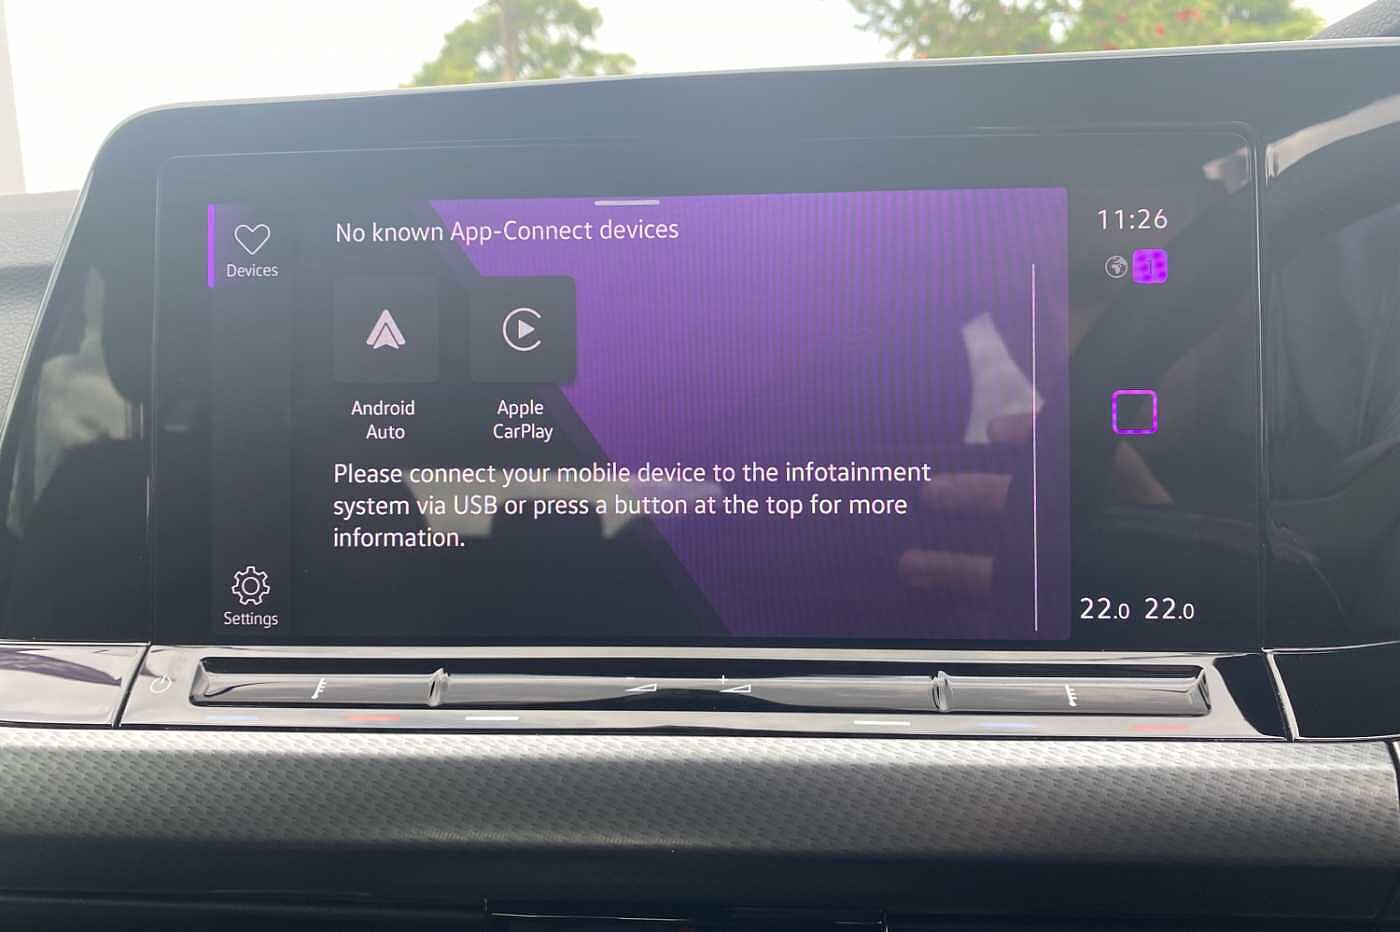 No known App-Connect devices
11:26
Devices
1
Android
Auto
Apple
CarPlay
Please connect your mobile device to the infotainment
system via USB or press a button at the top for more
information.
Settings
22.0 22.0